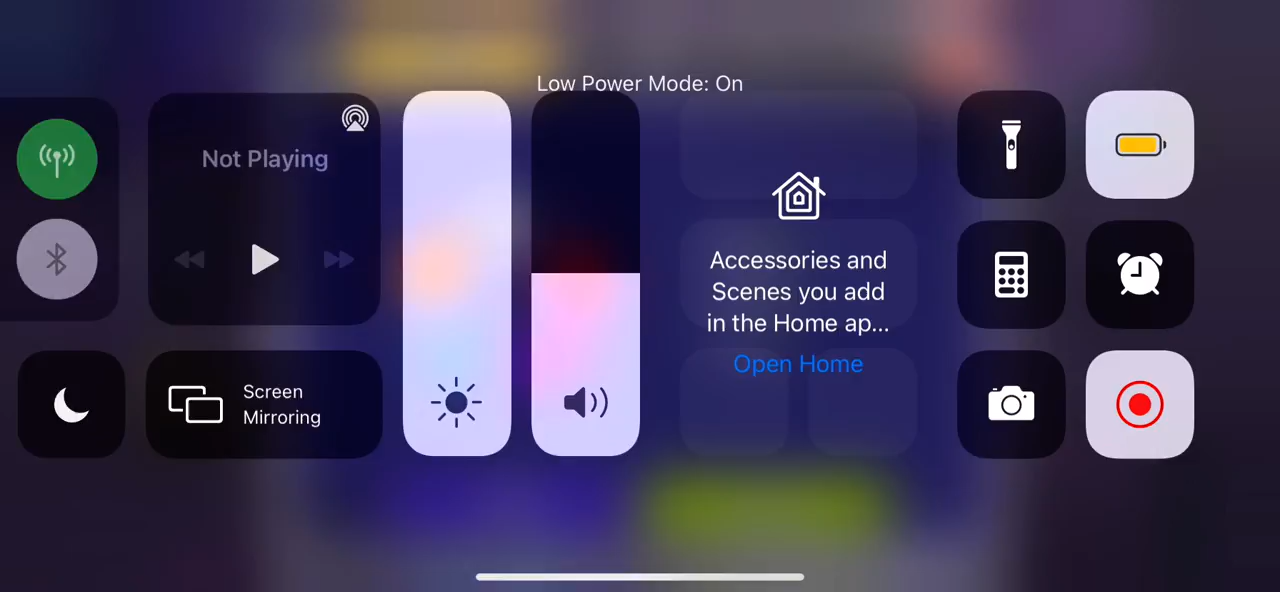 Low Power Mode: On
Not Playing
Accessories and
Scenes you add
in the Home ap...
Open Home
Screen
Mirroring